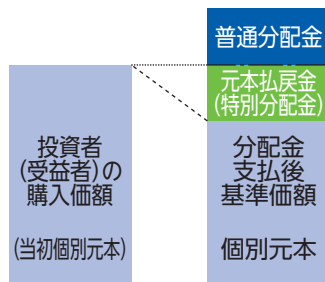 普通分配金
元本払戻金
(特別分配金)
投資者
(受益者)の
購入価額
(当初個別元本)
分配金
支払後
基準価額
個別元本